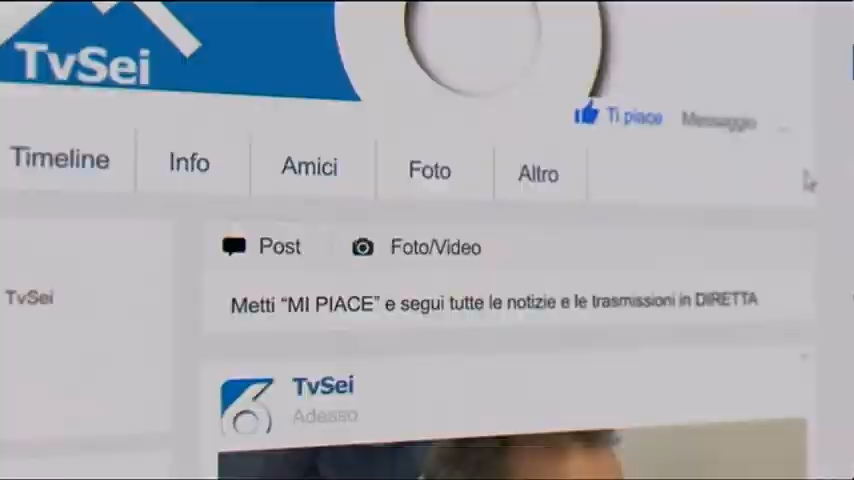 TvSei
Ti piace Messaggio
Timeline Info Amici Foto Altro
Post Foto/Video
TvSei
Metti “MI PIACE” e segui tutte le notizie e le trasmissioni in DIRETTA
TvSei
Adesso